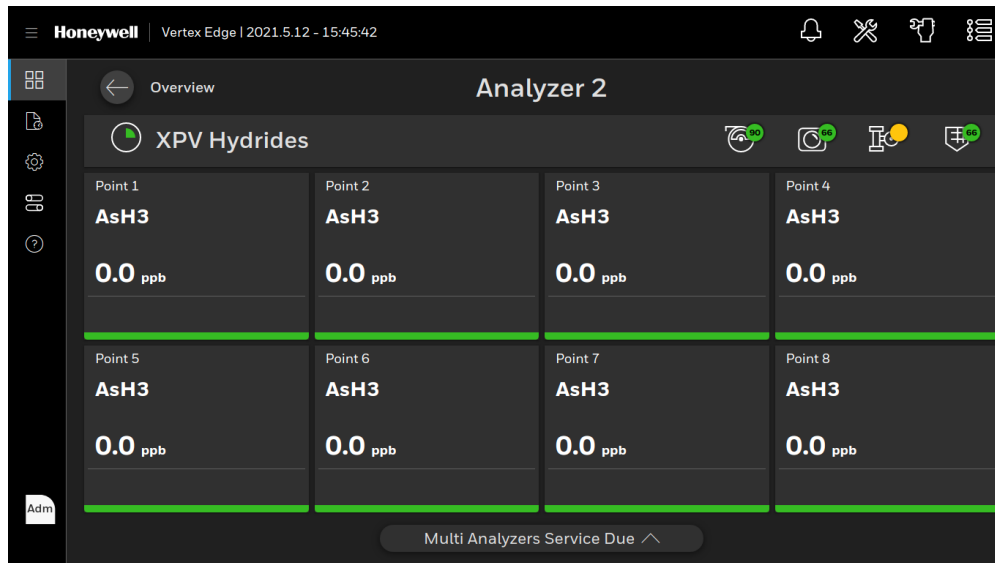 Honeywell Vertex Edge | 2021.5.12 - 15:45:42
Overview
Analyzer 2
XPV Hydrides
90
66
66
Point 1
AsH3
0.0 ppb
Point 2
AsH3
0.0 ppb
Point 3
AsH3
0.0 ppb
Point 4
AsH3
0.0 ppb
Point 5
AsH3
0.0 ppb
Point 6
AsH3
0.0 ppb
Point 7
AsH3
0.0 ppb
Point 8
AsH3
0.0 ppb
Adm
Multi Analyzers Service Due